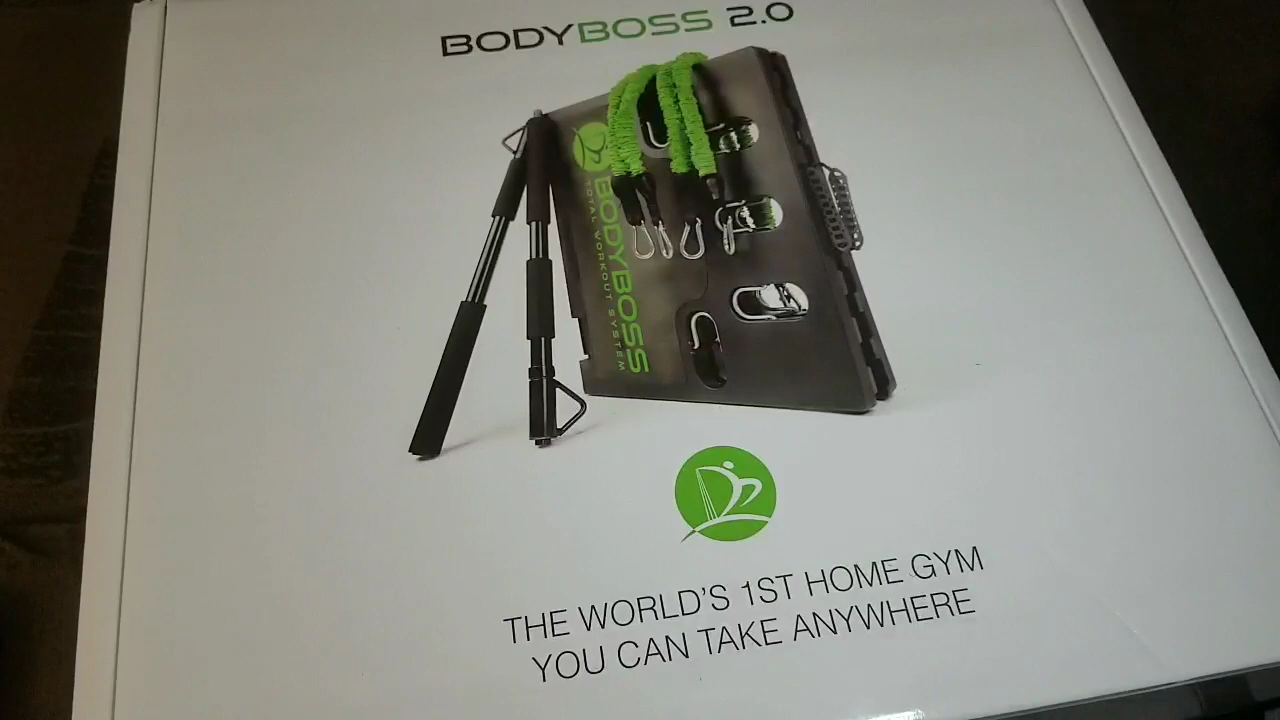 BODYBOSS 2.0
BODYBOSS
TOTAL WORKOUT SYSTEM
THE WORLD'S 1ST HOME GYM
YOU CAN TAKE ANYWHERE